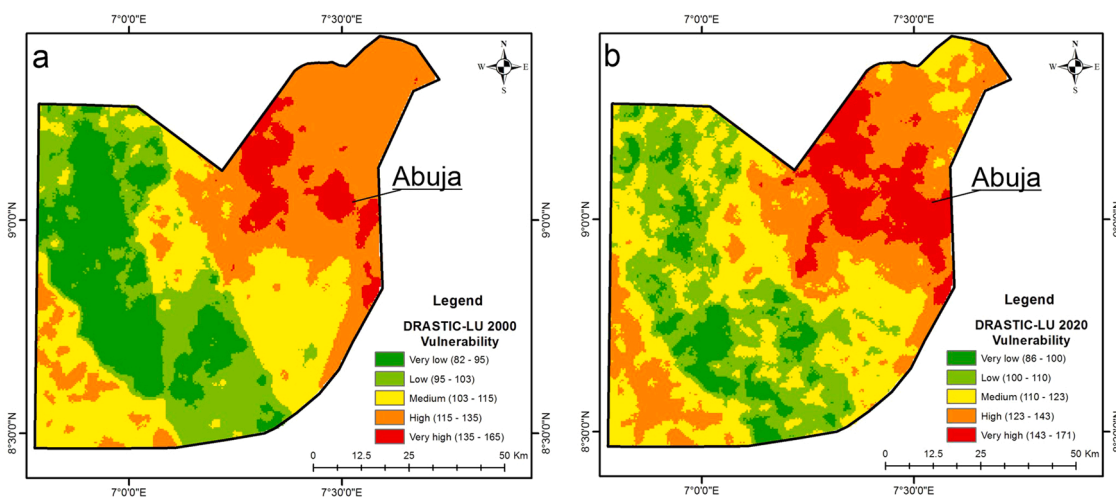 7°0'0"E
7°30'0"E
a
N
W
E
S
Abuja
9°0'0"N
8°30'0"N
Legend
DRASTIC-LU 2000
Vulnerability
Very low (82 - 95)
Low (95 - 103)
Medium (103 - 115)
High (115 - 135)
Very high (135 - 165)
0 12.5 25 50 Km
7°0'0"E
7°30'0"E
7°0'0"E
7°30'0"E
b
N
W
E
S
Abuja
9°0'0"N
8°30'0"N
Legend
DRASTIC-LU 2020
Vulnerability
Very low (86 - 100)
Low (100 - 110)
Medium (110 - 123)
High (123 - 143)
Very high (143 - 171)
0 12.5 25 50 Km
7°0'0"E
7°30'0"E